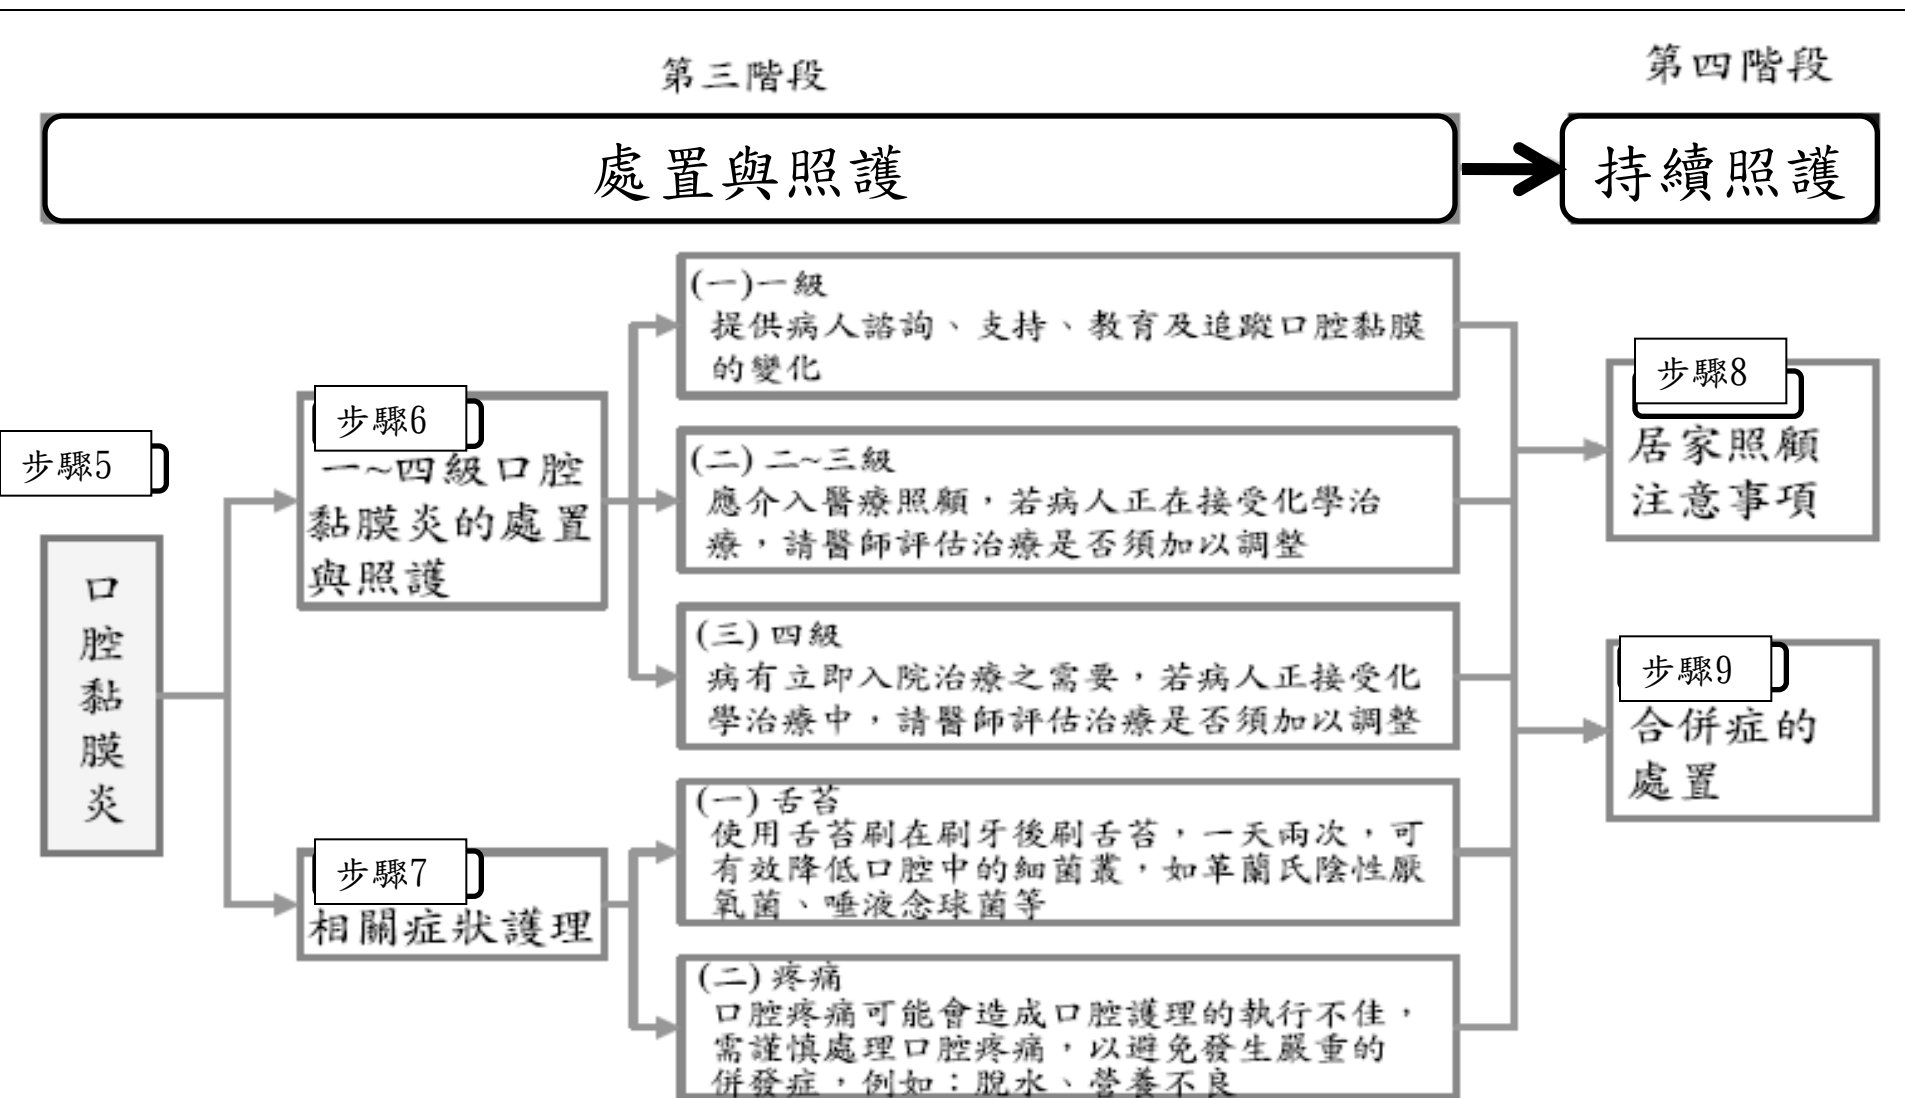 第三階段
第四階段
處置與照護
持續照護
步驟5
口
腔
黏
膜
炎
步驟6
一~四級口腔
黏膜炎的處置
與照護
(一)一級
提供病人諮詢、支持、教育及追蹤口腔黏膜
的變化
(二)二~三級
應介入醫療照顧，若病人正在接受化學治
療，請醫師評估治療是否須加以調整
(三)四級
病有立即入院治療之需要，若病人正接受化
學治療中，請醫師評估治療是否須加以調整
步驟7
相關症狀護理
(一)舌苔
使用舌苔刷在刷牙後刷舌苔，一天兩次，可
有效降低口腔中的細菌叢，如革蘭氏陰性厭
氧菌、唾液念球菌等
(二)疼痛
口腔疼痛可能會造成口腔護理的執行不佳，
需謹慎處理口腔疼痛，以避免發生嚴重的
併發症，例如：脫水、營養不良
步驟8
居家照顧
注意事項
步驟9
合併症的
處置